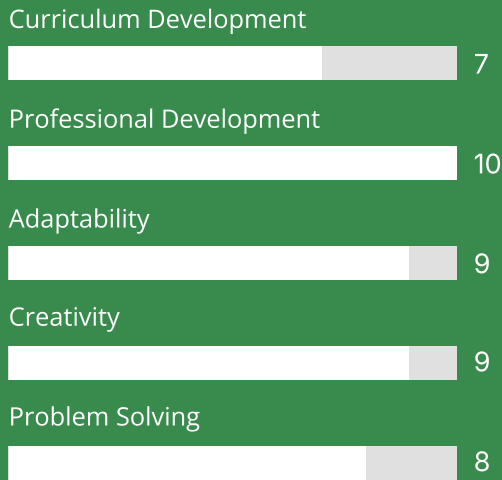 Curriculum Development
7
Professional Development
10
Adaptability
9
Creativity
9
Problem Solving
8